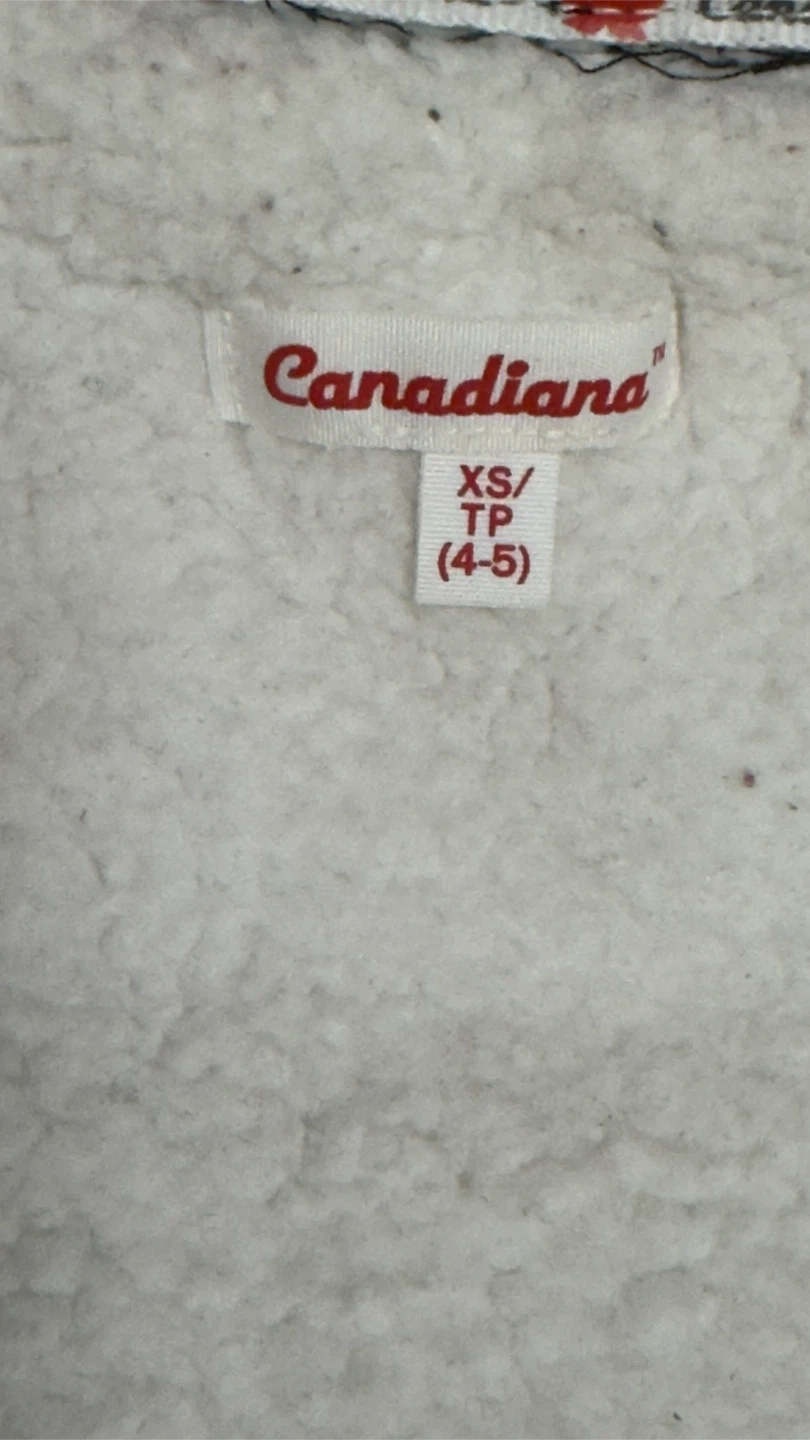 Canadiana™
XS/
TP
(4-5)